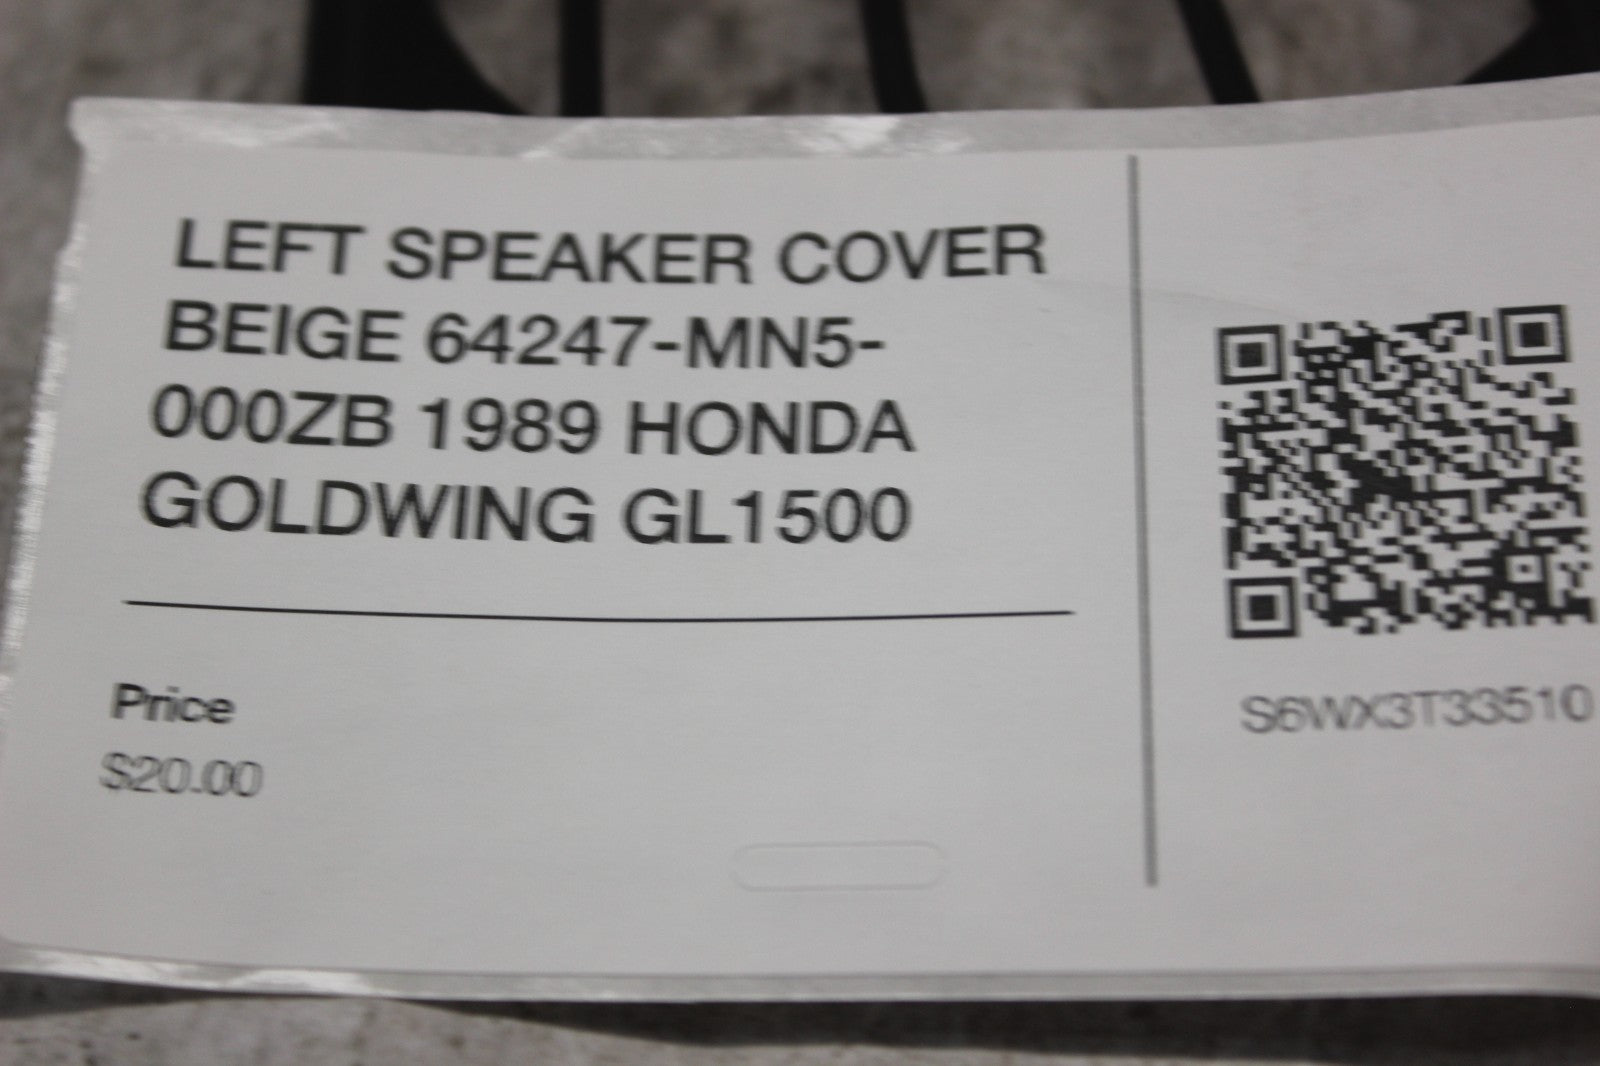 LEFT SPEAKER COVER
BEIGE 64247-MN5-
000ZB 1989 HONDA
GOLDWING GL1500
Price
$20.00
S6WX3T33510